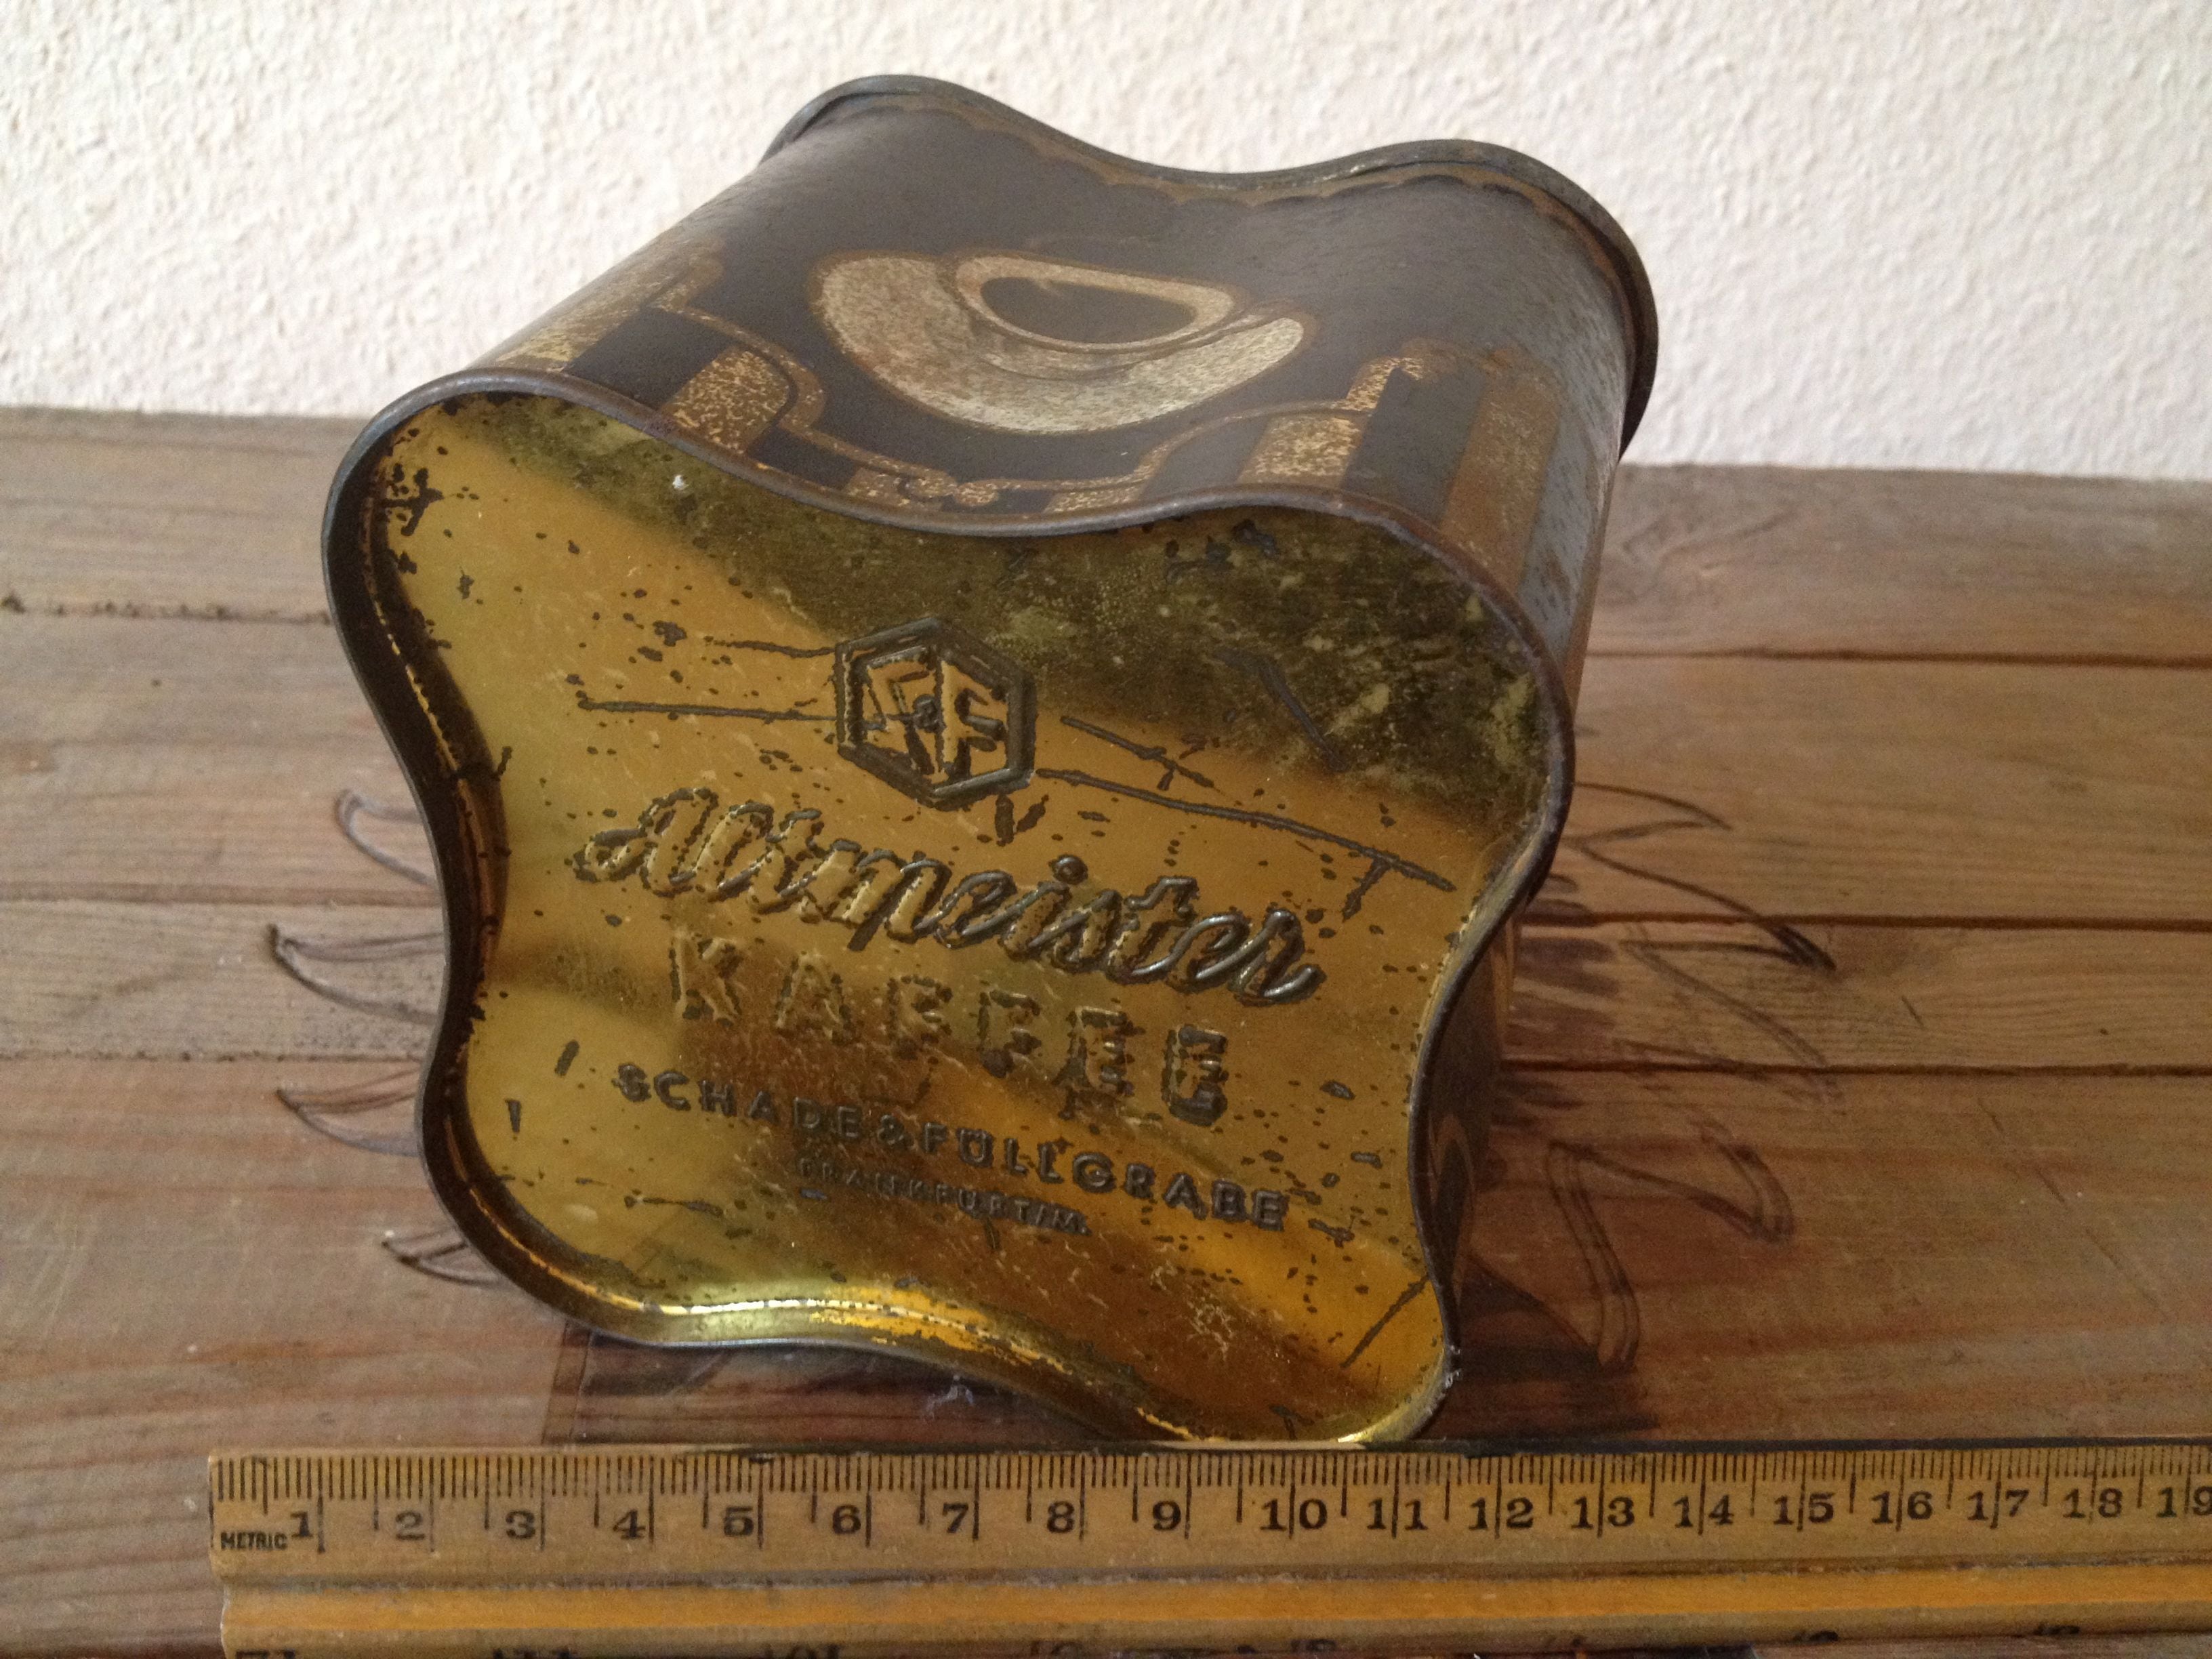 S&F
Altmeister
KAFFEE
SCHADE & FÜLLGRABE
FRANKFURT/M.
METRIC 1 2 3 4 5 6 7 8 9 10 11 12 13 14 15 16 17 18 19